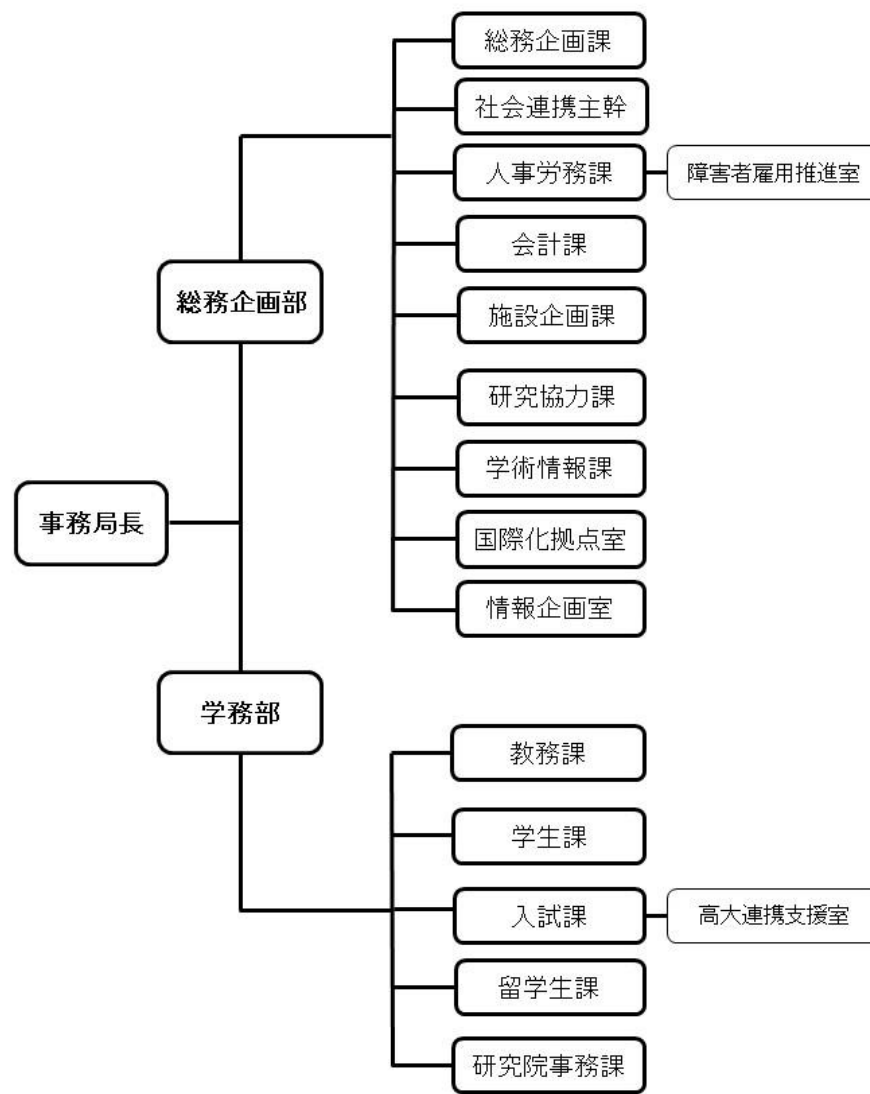 総務企画課
社会連携主幹
人事労務課
障害者雇用推進室
会計課
総務企画部
施設企画課
研究協力課
学術情報課
事務局長
国際化拠点室
情報企画室
学務部
教務課
学生課
入試課
高大連携支援室
留学生課
研究院事務課